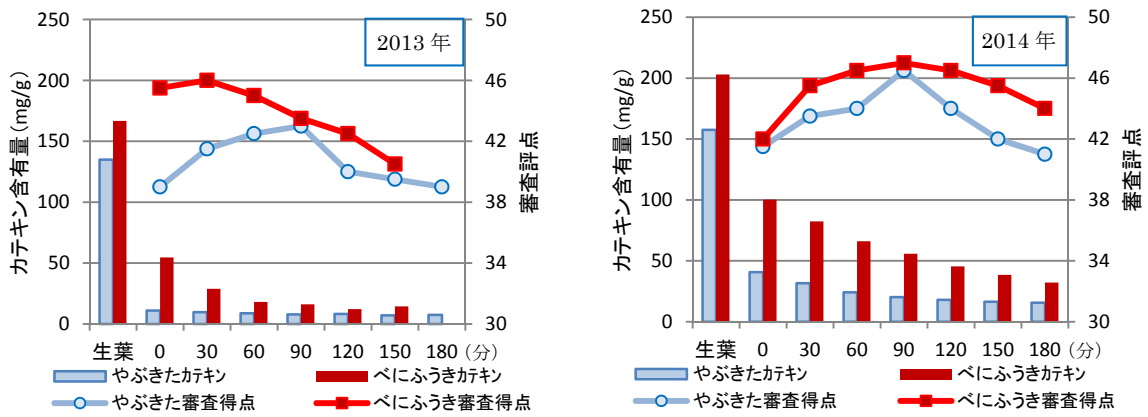 2013 年
250
200
150
100
50
0
カテキン含有量(mg/g)
50
46
42
38
34
30
審査評点
生葉 0 30 60 90 120 150 180 (分)
やぶきたｶﾃｷﾝ
べにふうきｶﾃｷﾝ
やぶきた審査得点
べにふうき審査得点
2014 年
250
200
150
100
50
0
カテキン含有量(mg/g)
50
46
42
38
34
30
審査評点
生葉 0 30 60 90 120 150 180 (分)
やぶきたｶﾃｷﾝ
べにふうきｶﾃｷﾝ
やぶきた審査得点
べにふうき審査得点